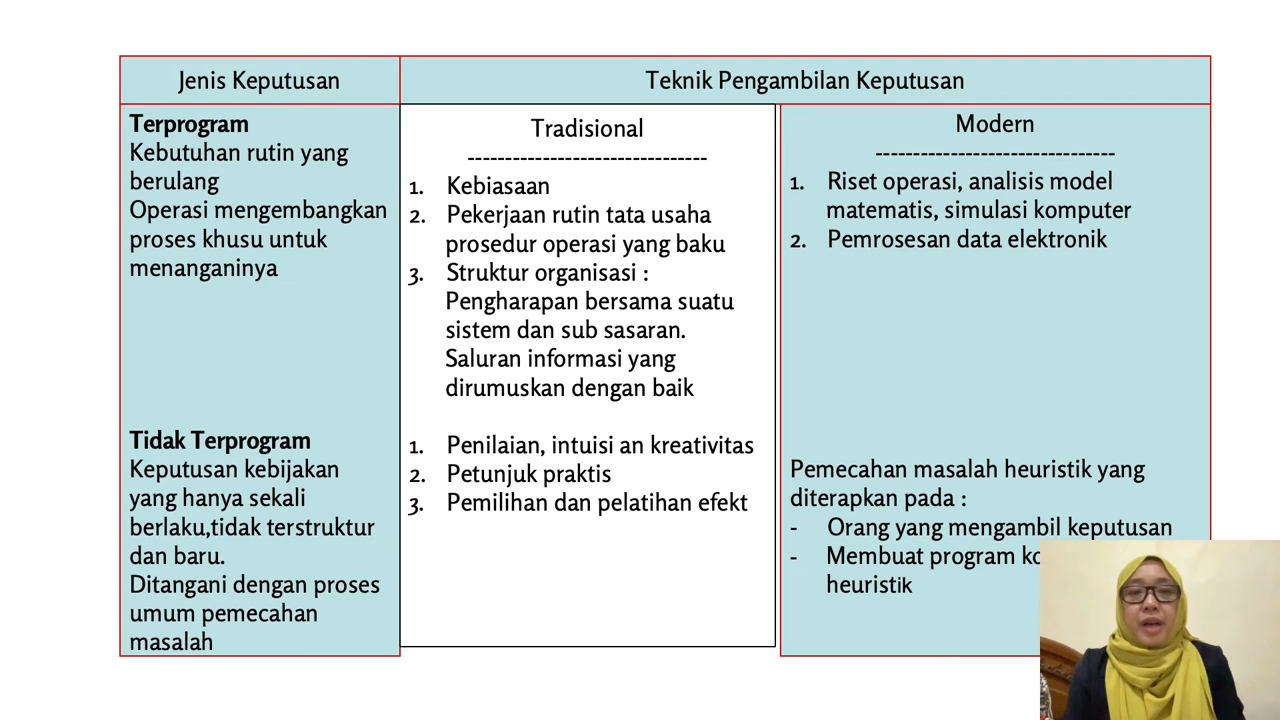 Jenis Keputusan
Teknik Pengambilan Keputusan
Terprogram
Kebutuhan rutin yang
berulang
Operasi mengembangkan
proses khusu untuk
menanganinya
Tidak Terprogram
Keputusan kebijakan
yang hanya sekali
berlaku,tidak terstruktur
dan baru.
Ditangani dengan proses
umum pemecahan
masalah
Tradisional
--------------------------------
1. Kebiasaan
2. Pekerjaan rutin tata usaha
prosedur operasi yang baku
3. Struktur organisasi :
Pengharapan bersama suatu
sistem dan sub sasaran.
Saluran informasi yang
dirumuskan dengan baik
1. Penilaian, intuisi an kreativitas
2. Petunjuk praktis
3. Pemilihan dan pelatihan efekt
Modern
--------------------------------
1. Riset operasi, analisis model
matematis, simulasi komputer
2. Pemrosesan data elektronik
Pemecahan masalah heuristik yang
diterapkan pada :
- Orang yang mengambil keputusan
- Membuat program
heuristik